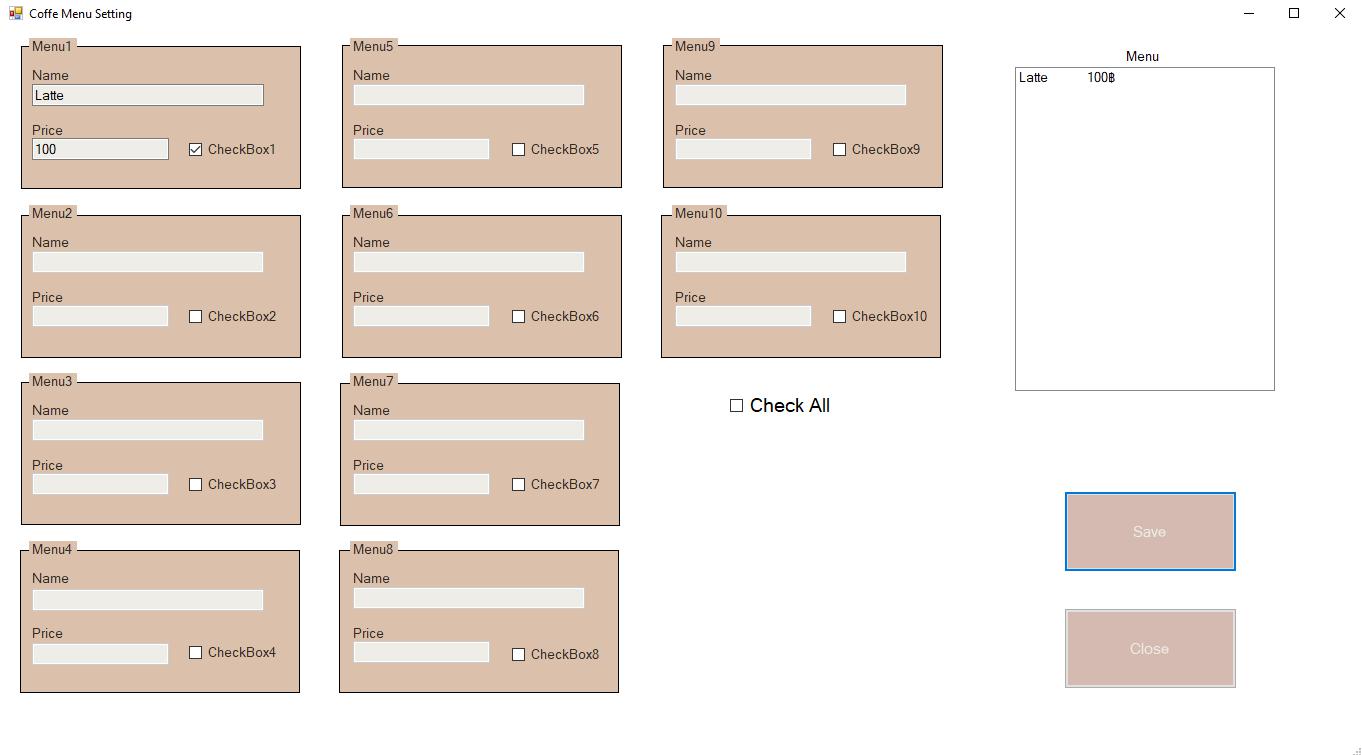 Coffe Menu Setting
Menu1
Name
Latte
Price
100
CheckBox1
Menu2
Name
Price
CheckBox2
Menu3
Name
Price
CheckBox3
Menu4
Name
Price
CheckBox4
Menu5
Name
Price
CheckBox5
Menu6
Name
Price
CheckBox6
Menu7
Name
Price
CheckBox7
Menu8
Name
Price
CheckBox8
Menu9
Name
Price
CheckBox9
Menu10
Name
Price
CheckBox10
Check All
Menu
Latte 100฿
Save
Close